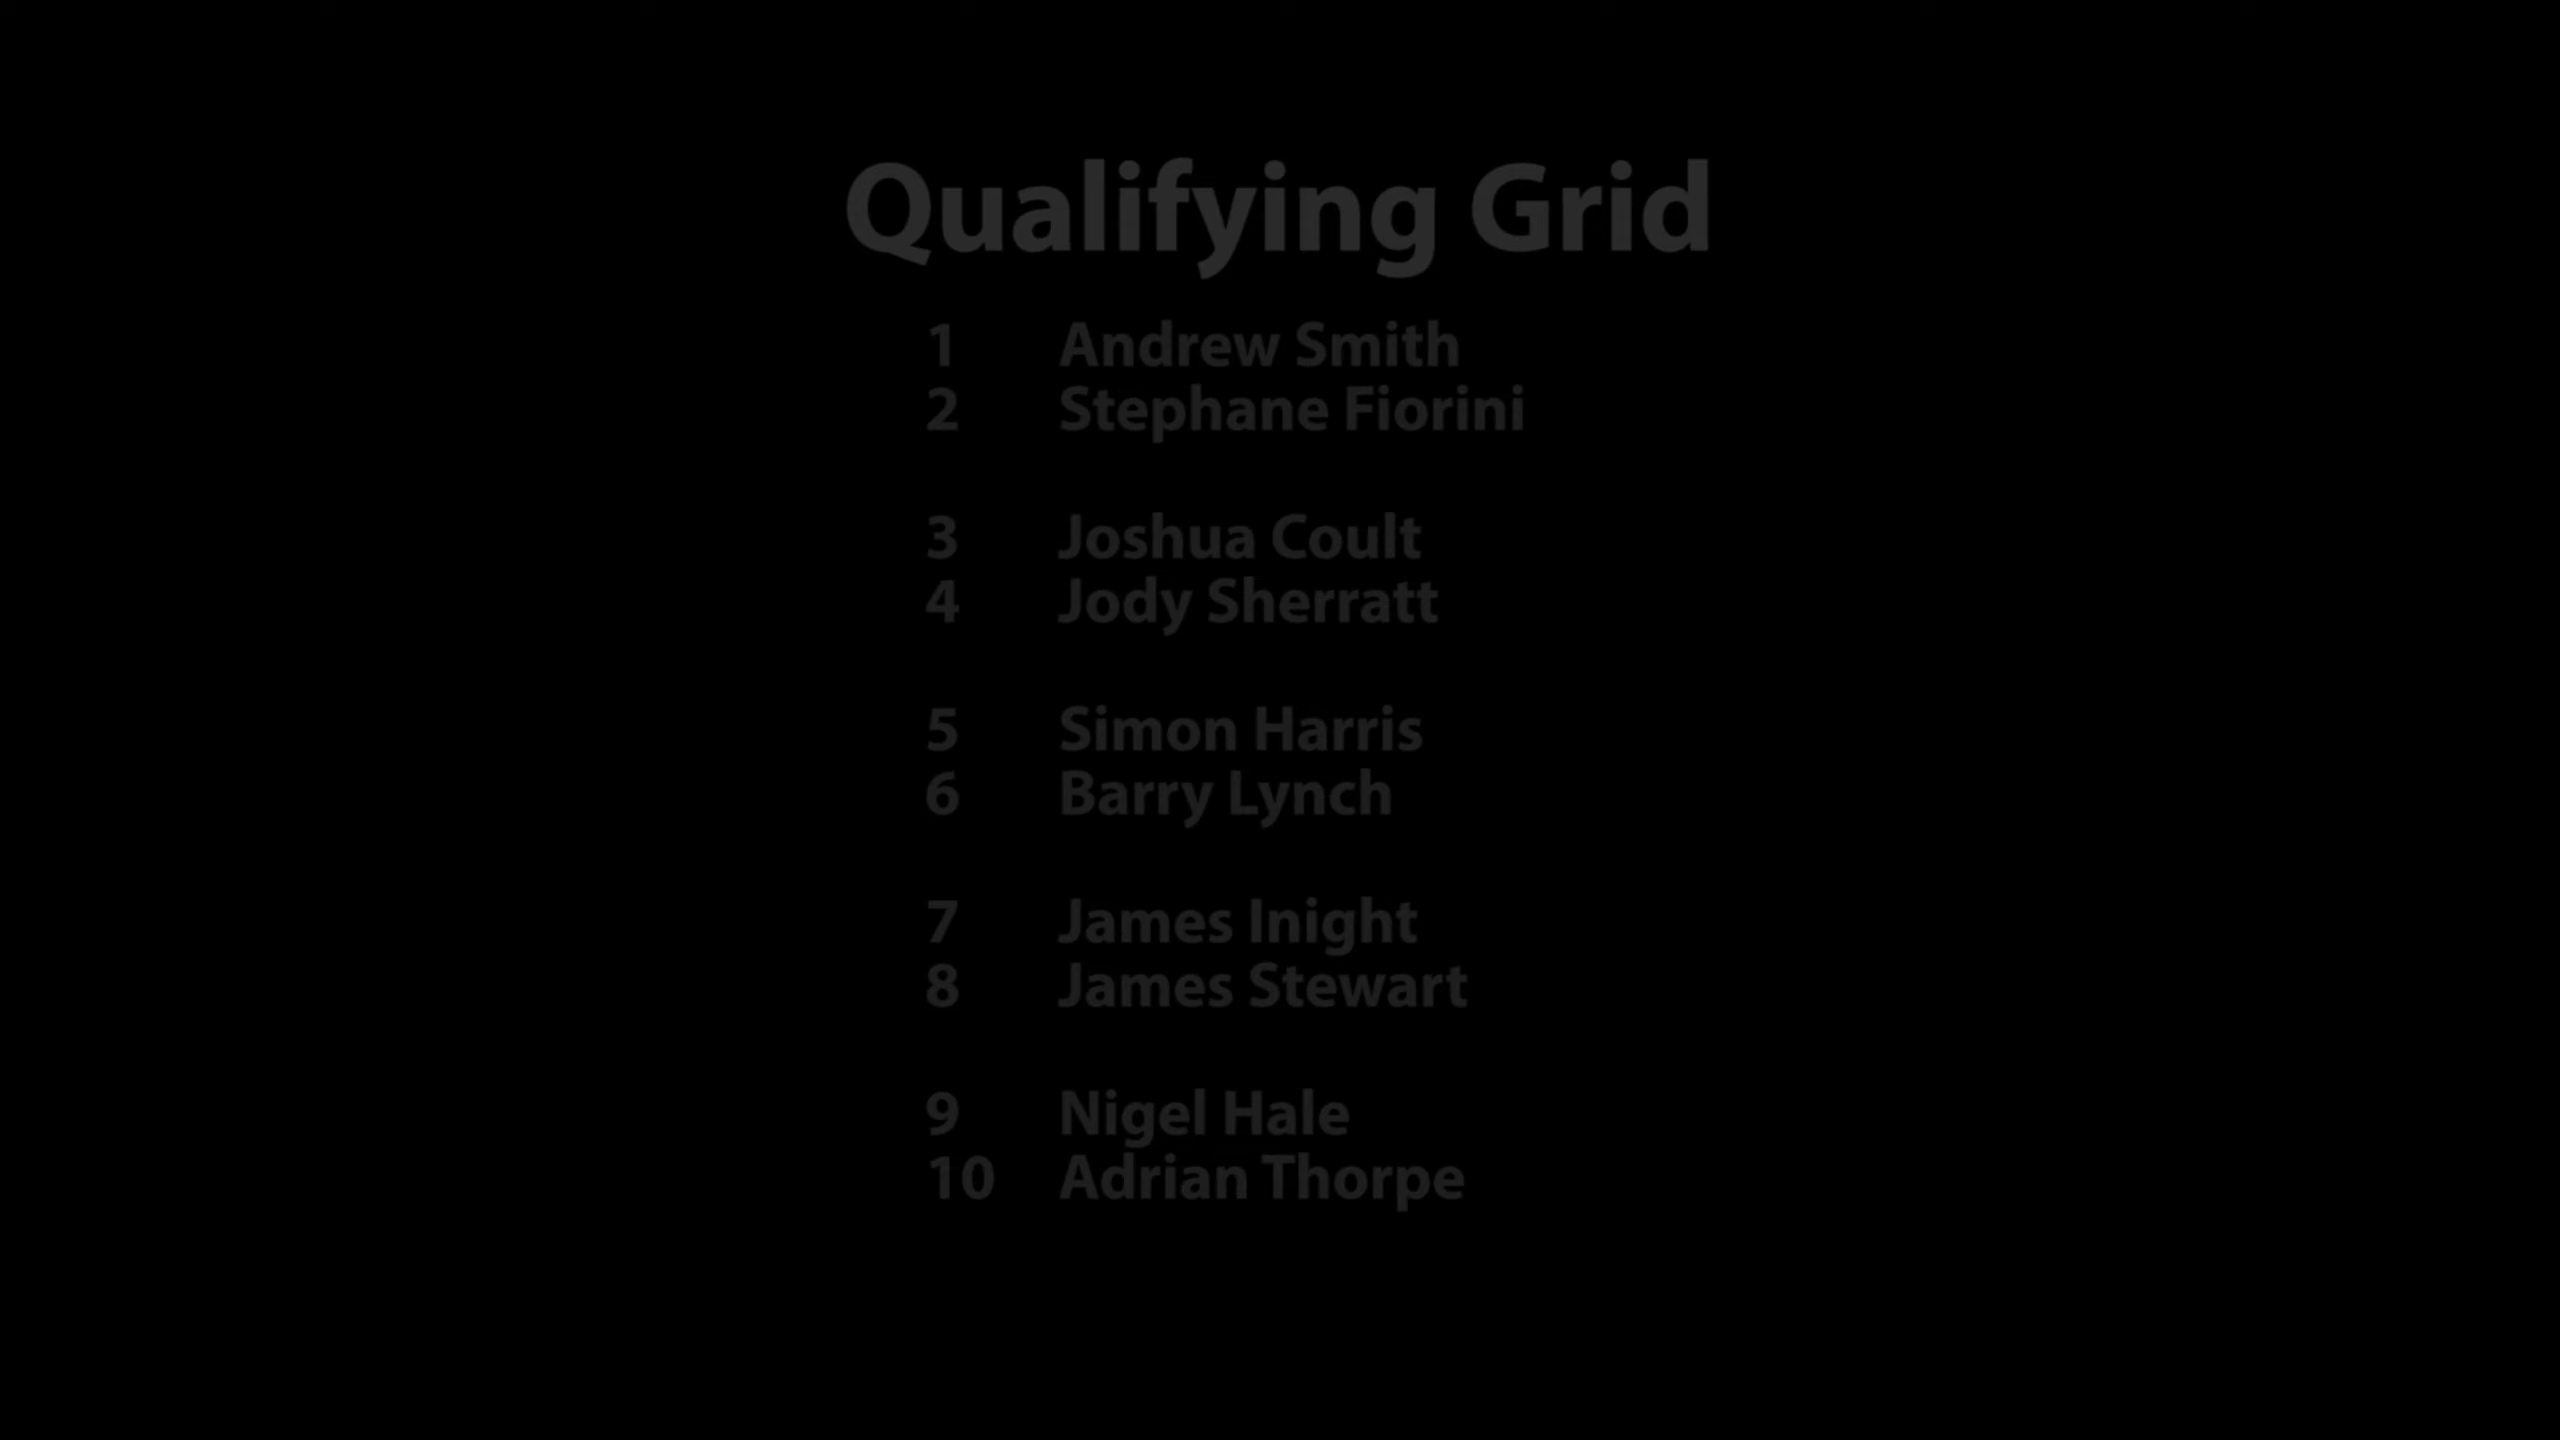 Qualifying Grid
1 Andrew Smith
2 Stephane Fiorini
3 Joshua Coult
4 Jody Sherratt
5 Simon Harris
6 Barry Lynch
7 James Inight
8 James Stewart
9 Nigel Hale
10 Adrian Thorpe